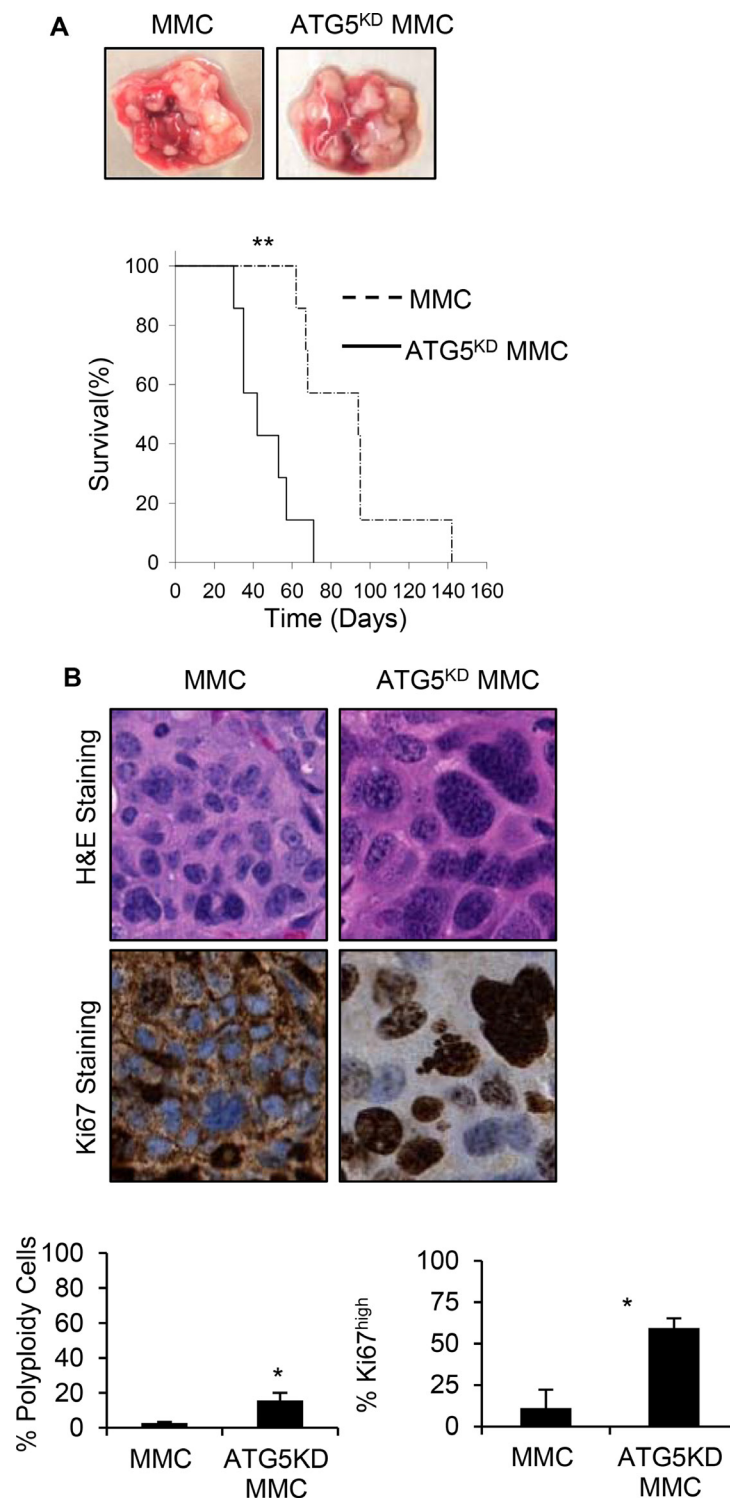 A
MMC ATG5KD MMC
**
100
80
60
40
20
0
Survival(%)
MMC
ATG5KD MMC
0 20 40 60 80 100 120 140 160
Time (Days)
B
MMC ATG5KD MMC
H&E Staining
Ki67 Staining
% Polyploidy Cells
100
80
60
40
20
0
*
MMC ATG5KD
MMC
% Ki67high
100
75
50
25
0
*
MMC ATG5KD
MMC